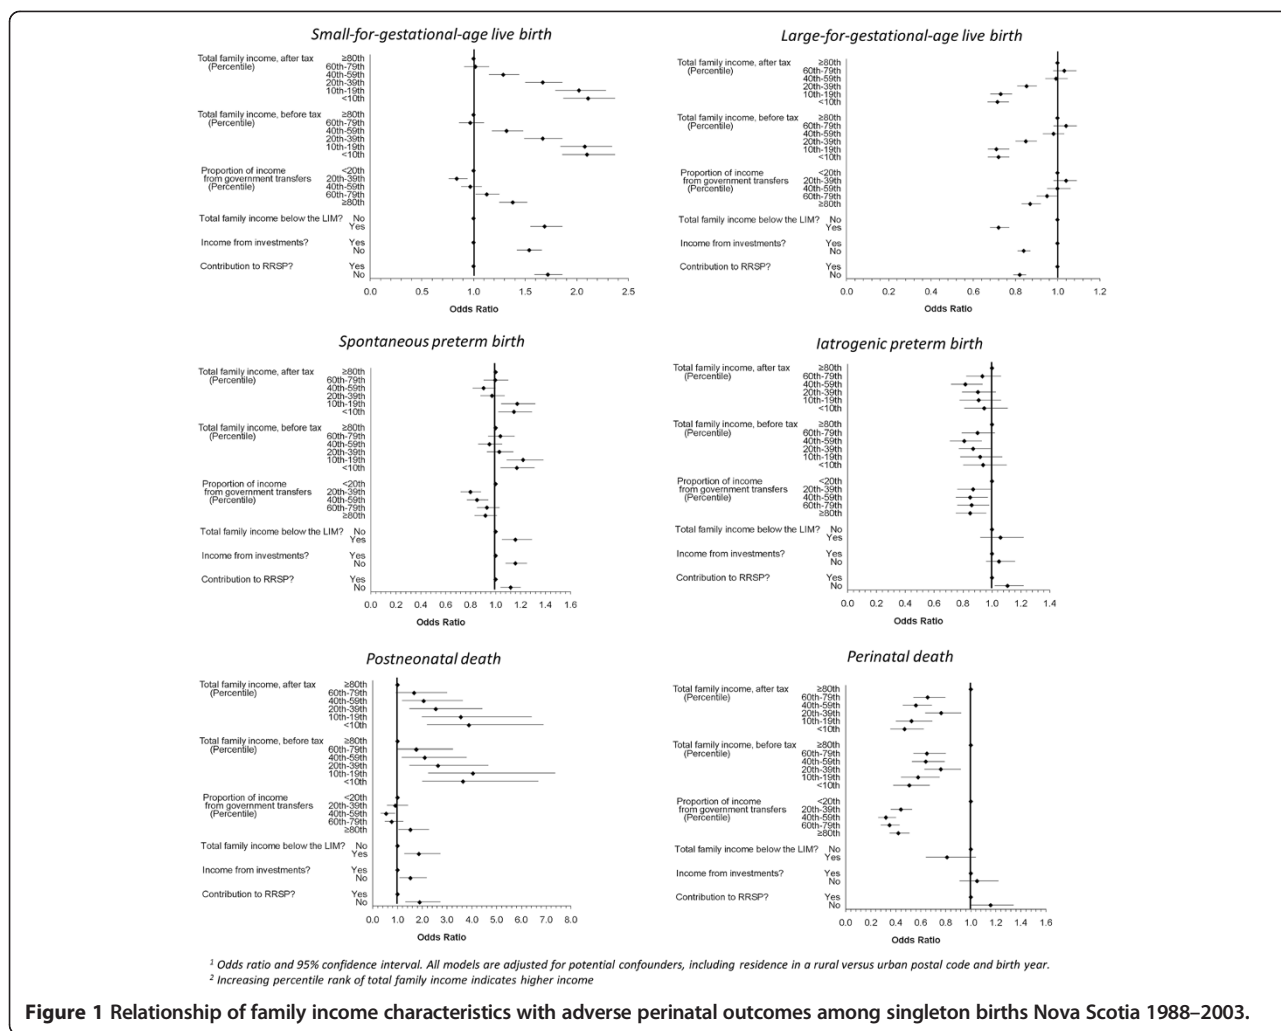 Small-for-gestational-age live birth
Total family income, after tax
(Percentile)
≥80th
60th-79th
40th-59th
20th-39th
10th-19th
<10th
Total family income, before tax
(Percentile)
≥80th
60th-79th
40th-59th
20th-39th
10th-19th
<10th
Proportion of income
from government transfers
(Percentile)
<20th
20th-39th
40th-59th
60th-79th
≥80th
Total family income below the LIM? No
Yes
Income from investments? Yes
No
Contribution to RRSP? Yes
No
0.0 0.5 1.0 1.5 2.0 2.5
Odds Ratio
Large-for-gestational-age live birth
Total family income, after tax
(Percentile)
≥80th
60th-79th
40th-59th
20th-39th
10th-19th
<10th
Total family income, before tax
(Percentile)
≥80th
60th-79th
40th-59th
20th-39th
10th-19th
<10th
Proportion of income
from government transfers
(Percentile)
<20th
20th-39th
40th-59th
60th-79th
≥80th
Total family income below the LIM? No
Yes
Income from investments? Yes
No
Contribution to RRSP? Yes
No
0.0 0.2 0.4 0.6 0.8 1.0 1.2
Odds Ratio
Spontaneous preterm birth
Total family income, after tax
(Percentile)
≥80th
60th-79th
40th-59th
20th-39th
10th-19th
<10th
Total family income, before tax
(Percentile)
≥80th
60th-79th
40th-59th
20th-39th
10th-19th
<10th
Proportion of income
from government transfers
(Percentile)
<20th
20th-39th
40th-59th
60th-79th
≥80th
Total family income below the LIM? No
Yes
Income from investments? Yes
No
Contribution to RRSP? Yes
No
0.0 0.2 0.4 0.6 0.8 1.0 1.2 1.4 1.6
Odds Ratio
Iatrogenic preterm birth
Total family income, after tax
(Percentile)
≥80th
60th-79th
40th-59th
20th-39th
10th-19th
<10th
Total family income, before tax
(Percentile)
≥80th
60th-79th
40th-59th
20th-39th
10th-19th
<10th
Proportion of income
from government transfers
(Percentile)
<20th
20th-39th
40th-59th
60th-79th
≥80th
Total family income below the LIM? No
Yes
Income from investments? Yes
No
Contribution to RRSP? Yes
No
0.0 0.2 0.4 0.6 0.8 1.0 1.2 1.4
Odds Ratio
Postneonatal death
Total family income, after tax
(Percentile)
≥80th
60th-79th
40th-59th
20th-39th
10th-19th
<10th
Total family income, before tax
(Percentile)
≥80th
60th-79th
40th-59th
20th-39th
10th-19th
<10th
Proportion of income
from government transfers
(Percentile)
<20th
20th-39th
40th-59th
60th-79th
≥80th
Total family income below the LIM? No
Yes
Income from investments? Yes
No
Contribution to RRSP? Yes
No
0.0 1.0 2.0 3.0 4.0 5.0 6.0 7.0 8.0
Odds Ratio
Perinatal death
Total family income, after tax
(Percentile)
≥80th
60th-79th
40th-59th
20th-39th
10th-19th
<10th
Total family income, before tax
(Percentile)
≥80th
60th-79th
40th-59th
20th-39th
10th-19th
<10th
Proportion of income
from government transfers
(Percentile)
<20th
20th-39th
40th-59th
60th-79th
≥80th
Total family income below the LIM? No
Yes
Income from investments? Yes
No
Contribution to RRSP? Yes
No
0.0 0.2 0.4 0.6 0.8 1.0 1.2 1.4 1.6
Odds Ratio
1 Odds ratio and 95% confidence interval. All models are adjusted for potential confounders, including residence in a rural versus urban postal code and birth year.
2 Increasing percentile rank of total family income indicates higher income
Figure 1 Relationship of family income characteristics with adverse perinatal outcomes among singleton births Nova Scotia 1988–2003.